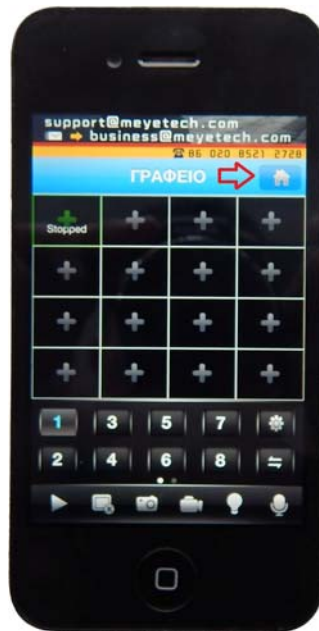 support@meyetech.com
business@meyetech.com
86 020 8521 2728
ΓΡΑΦΕΙΟ
Stopped
1 3 5 7
2 4 6 8